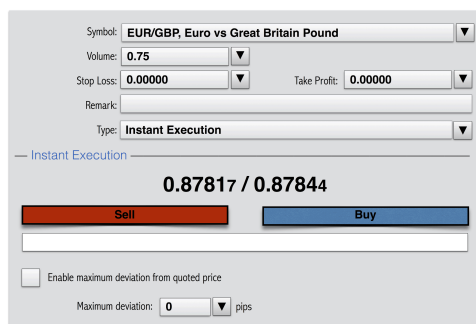 Symbol: EUR/GBP, Euro vs Great Britain Pound
Volume: 0.75
Stop Loss: 0.00000 Take Profit: 0.00000
Remark:
Type: Instant Execution
Instant Execution
0.87817 / 0.87844
Sell Buy
Enable maximum deviation from quoted price
Maximum deviation: 0 pips